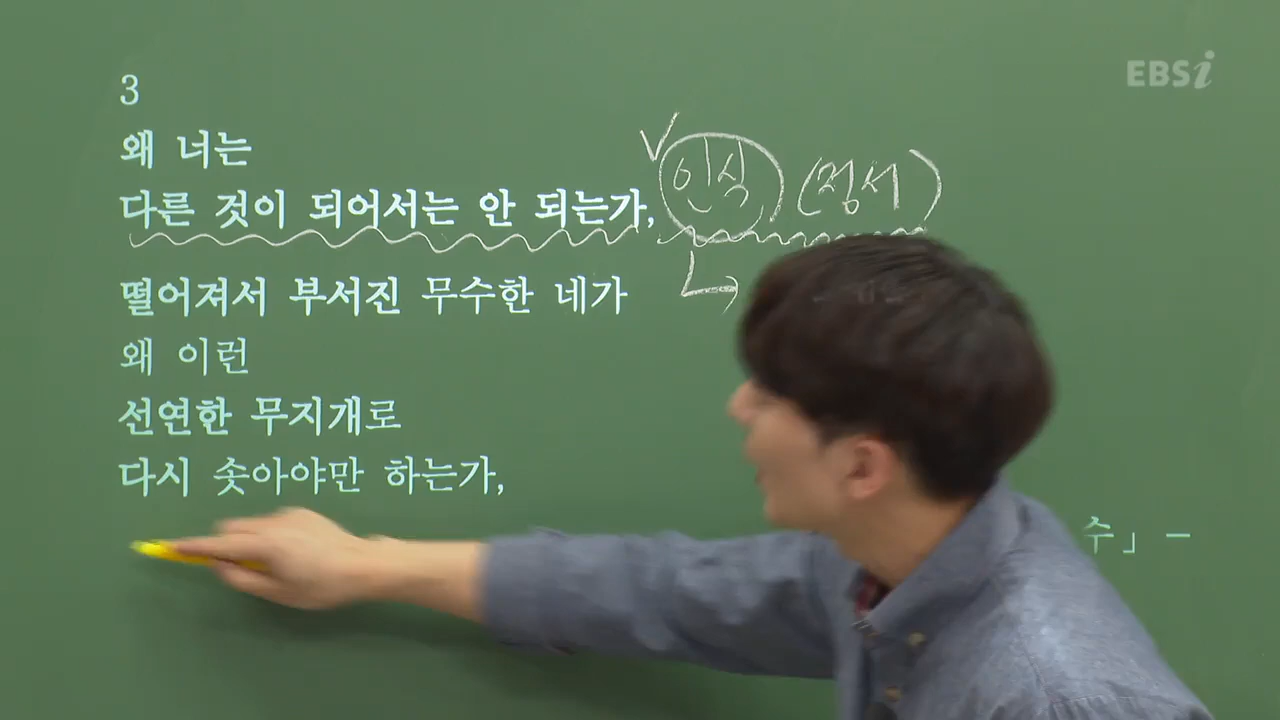 EBSi
3
왜 너는
다른 것이 되어서는 안 되는가,
인식 (정서)
떨어져서 부서진 무수한 네가
왜 이런
선연한 무지개로
다시 솟아야만 하는가,
수」 -